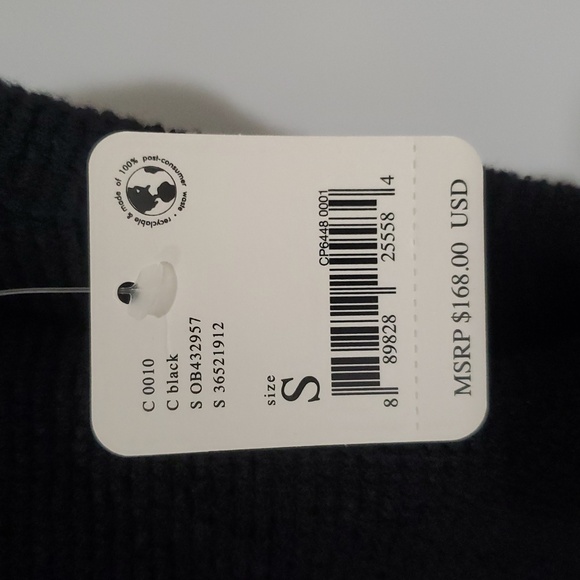 recyclable & made of 100% post-consumer waste •
C 0010
C black
S OB432957
S 36521912
size
S
CP6448 0001
8 89828 25558 4
MSRP $168.00 USD